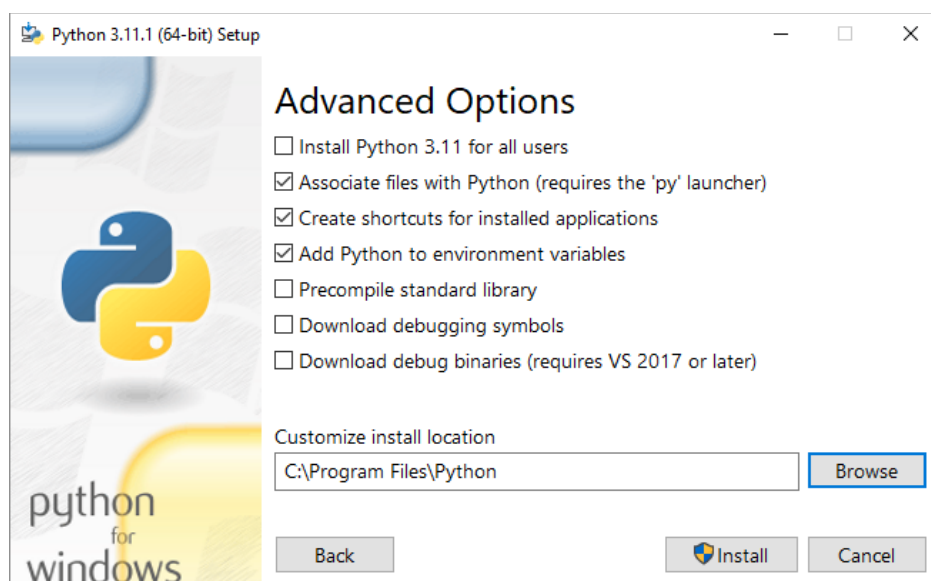 Python 3.11.1 (64-bit) Setup
Advanced Options
Install Python 3.11 for all users
Associate files with Python (requires the 'py' launcher)
Create shortcuts for installed applications
Add Python to environment variables
Precompile standard library
Download debugging symbols
Download debug binaries (requires VS 2017 or later)
Customize install location
C:\Program Files\Python
Browse
python
for
windows
Back
Install
Cancel